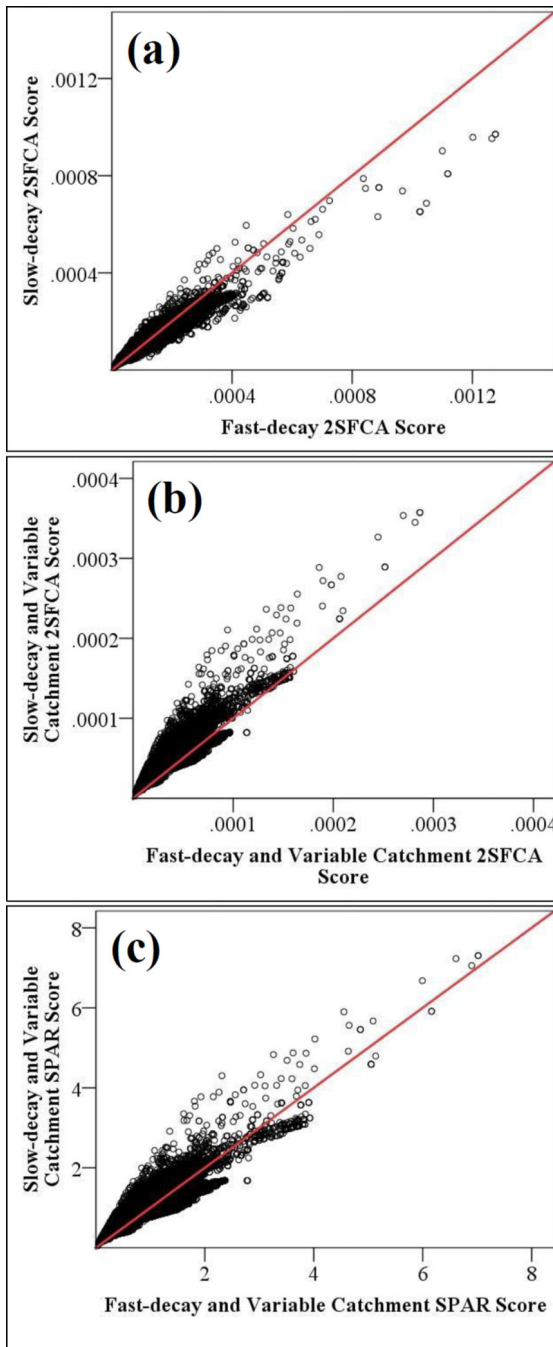 (a)
Slow-decay 2SFCA Score
.0012
.0008
.0004
.0004
.0008
.0012
Fast-decay 2SFCA Score
(b)
Slow-decay and Variable
Catchment 2SFCA Score
.0004
.0003
.0002
.0001
.0001
.0002
.0003
.0004
Fast-decay and Variable Catchment 2SFCA
Score
(c)
Slow-decay and Variable
Catchment SPAR Score
8
6
4
2
2
4
6
8
Fast-decay and Variable Catchment SPAR Score